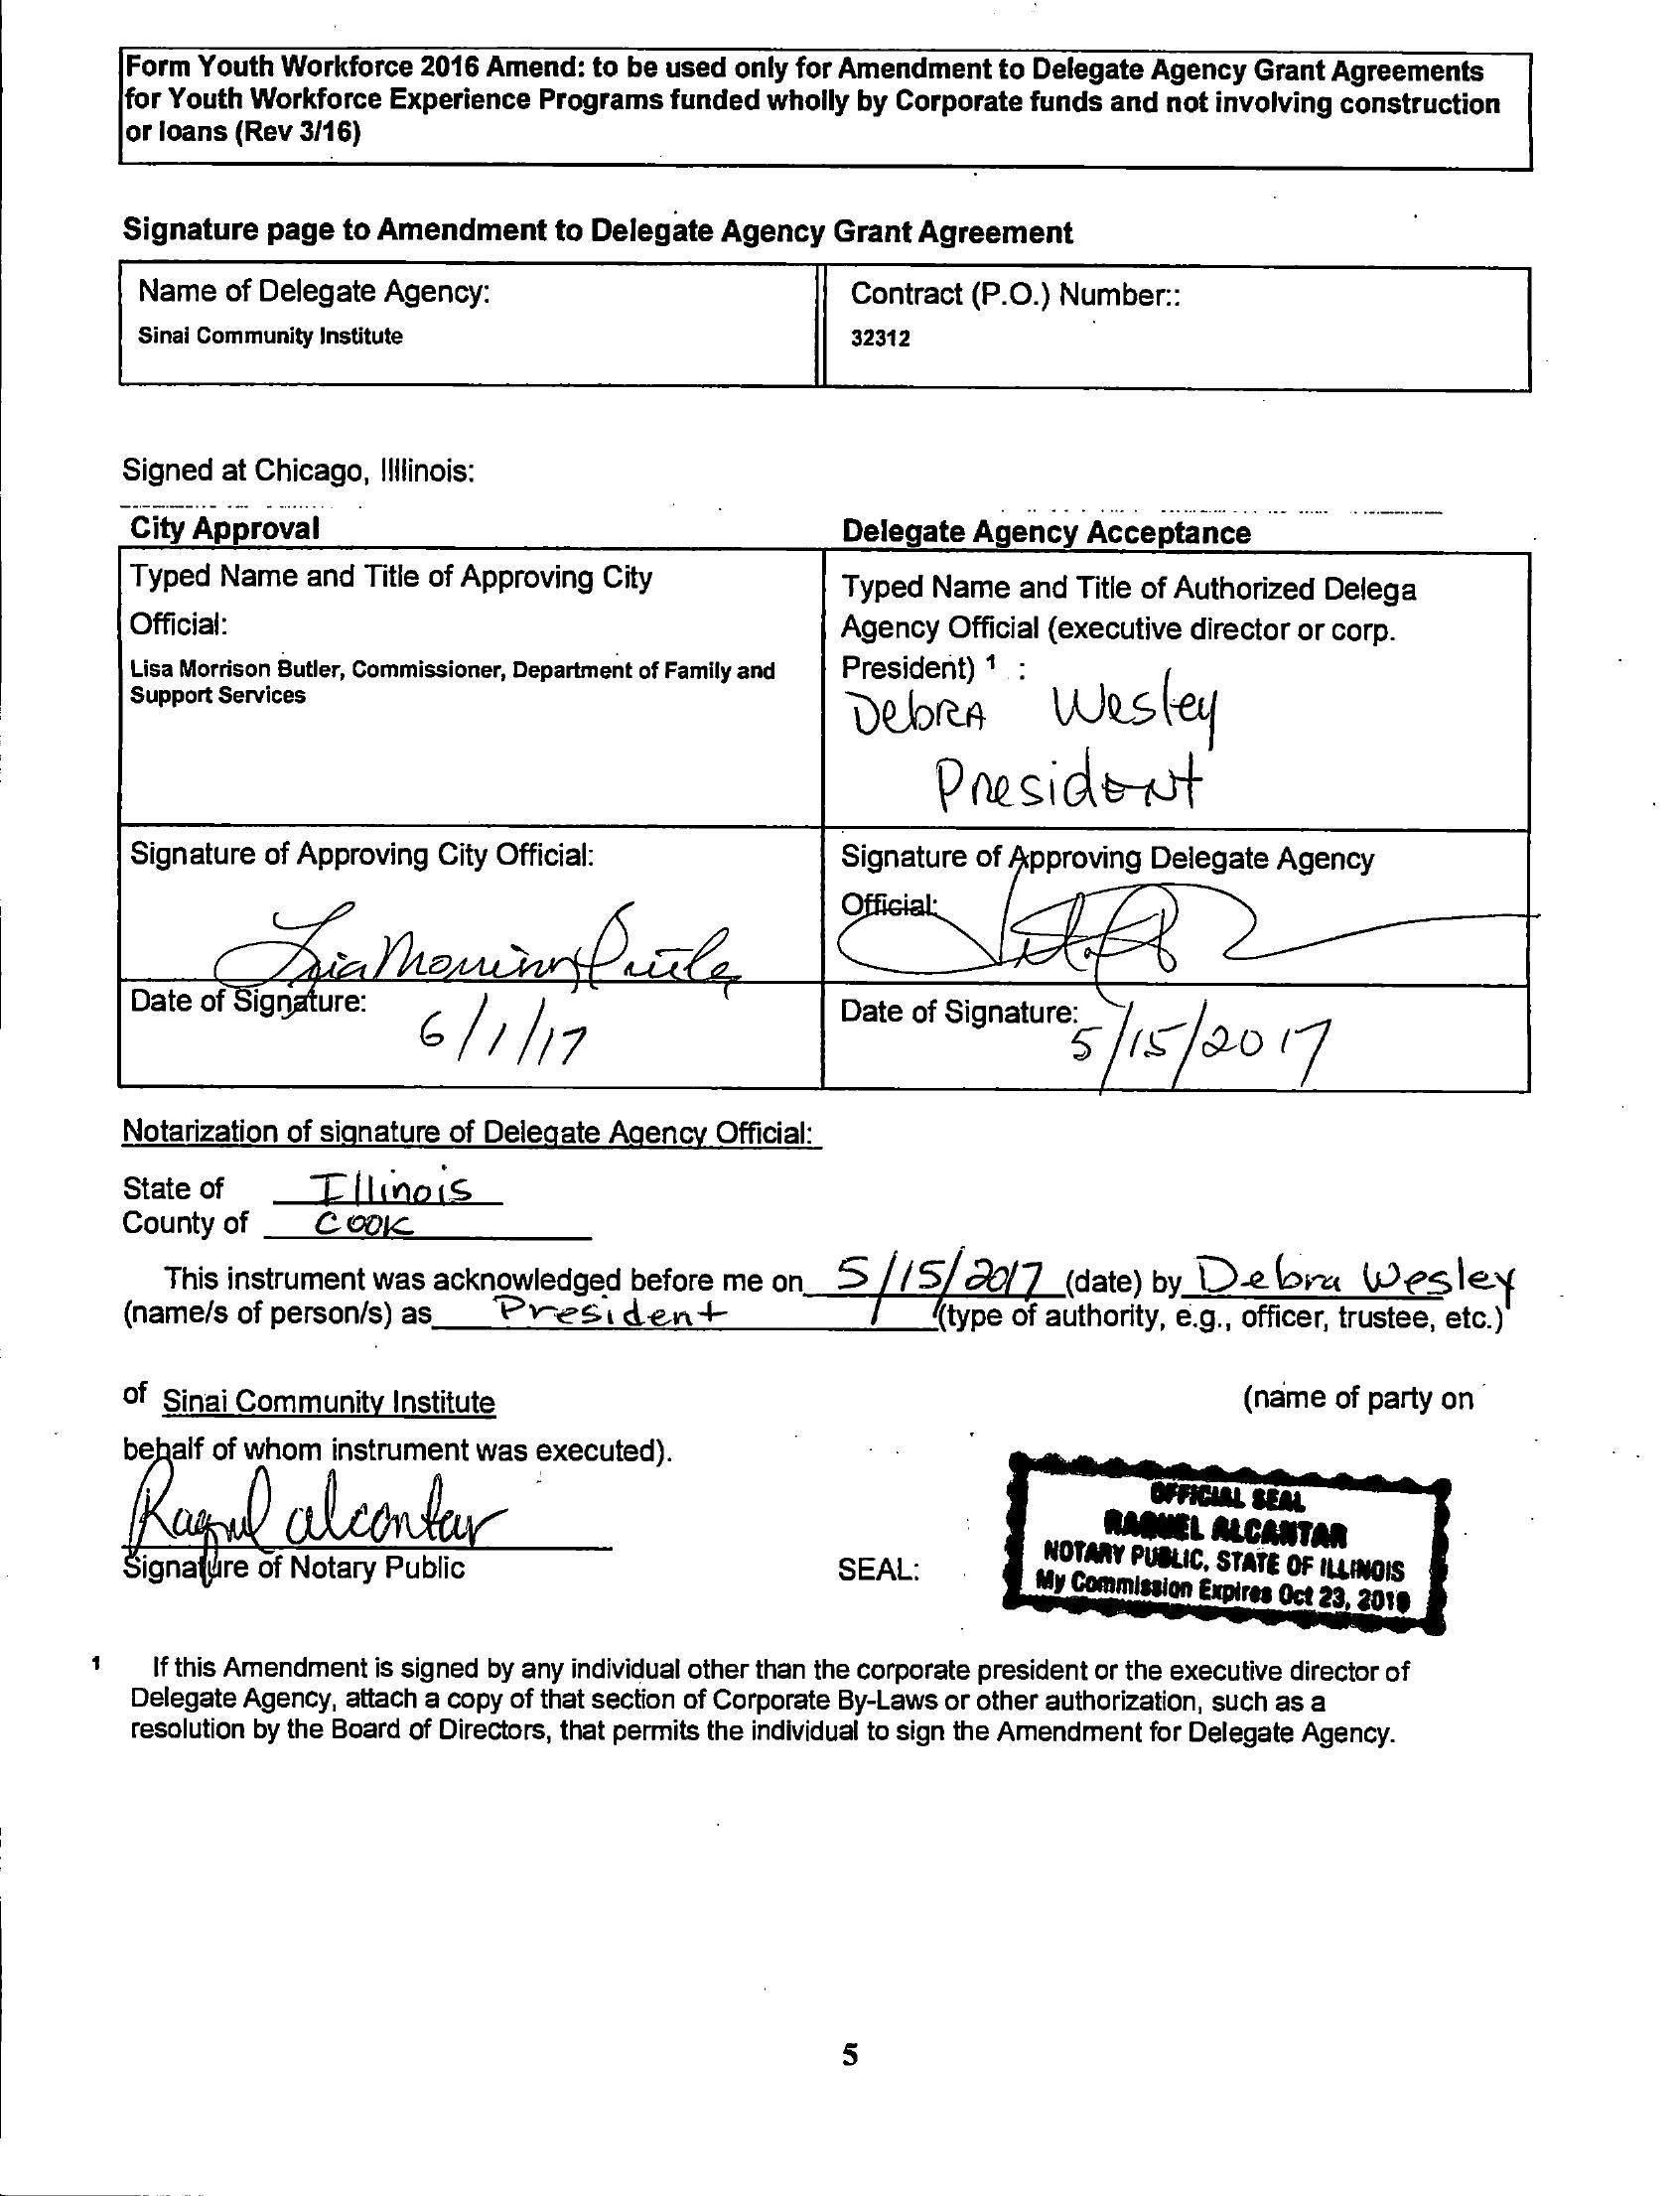 Form Youth Workforce 2016 Amend: to be used only for Amendment to Delegate Agency Grant Agreements
for Youth Workforce Experience Programs funded wholly by Corporate funds and not involving construction
or loans (Rev 3/16)
Signature page to Amendment to Delegate Agency Grant Agreement
Name of Delegate Agency:
Sinai Community Institute
Contract (P.O.) Number::
32312
Signed at Chicago, Illlinois:
City Approval
Typed Name and Title of Approving City
Official:
Lisa Morrison Butler, Commissioner, Department of Family and
Support Services
Delegate Agency Acceptance
Typed Name and Title of Authorized Delega
Agency Official (executive director or corp.
President) 1 :
DebRA Wesley
President
Signature of Approving City Official:
Lisa Morrison Butler
Signature of Approving Delegate Agency
Official:
Date of Signature:
6/1/17
Date of Signature:
5/15/2017
Notarization of signature of Delegate Agency Official:
State of Illinois
County of Cook
This instrument was acknowledged before me on 5/15/2017 (date) by Debra Wesley
(name/s of person/s) as President (type of authority, e.g., officer, trustee, etc.)
of Sinai Community Institute (name of party on
behalf of whom instrument was executed).
Raquel alcantar
Signature of Notary Public
SEAL:
OFFICIAL SEAL
RAQUEL ALCANTAR
NOTARY PUBLIC, STATE OF ILLINOIS
My Commission Expires Oct 23,
1 If this Amendment is signed by any individual other than the corporate president or the executive director of
Delegate Agency, attach a copy of that section of Corporate By-Laws or other authorization, such as a
resolution by the Board of Directors, that permits the individual to sign the Amendment for Delegate Agency.
5